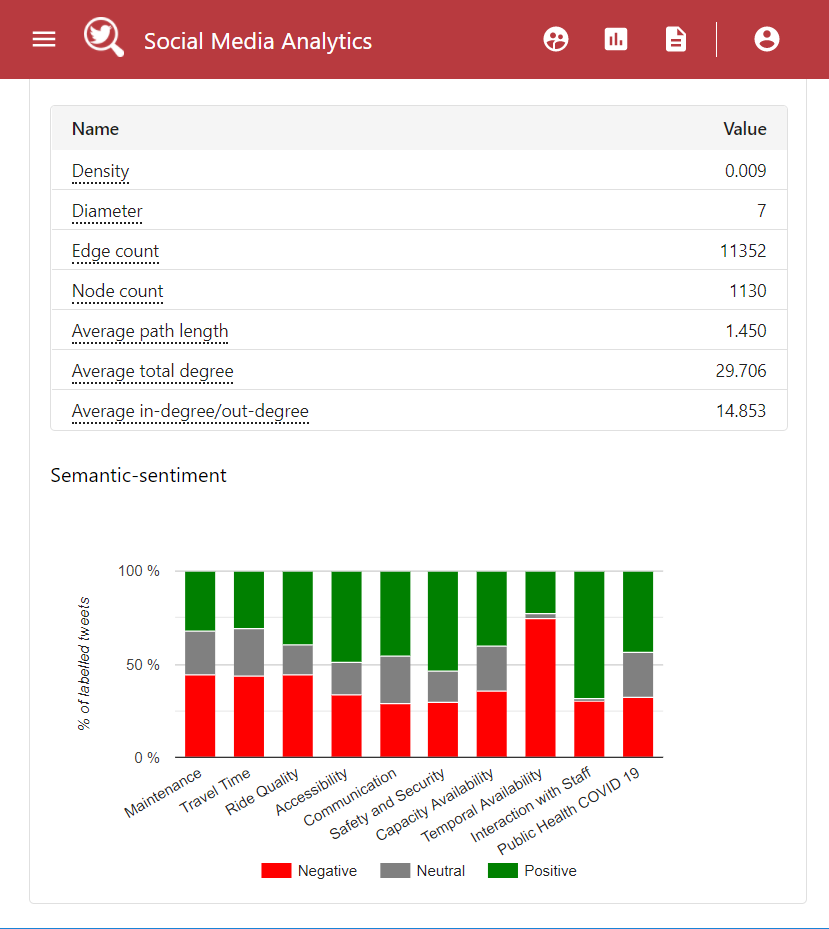 Social Media Analytics
Name Value
Density 0.009
Diameter 7
Edge count 11352
Node count 1130
Average path length 1.450
Average total degree 29.706
Average in-degree/out-degree 14.853
Semantic-sentiment
% of labelled tweets
100 %
50 %
0 %
Maintenance
Travel Time
Ride Quality
Accessibility
Communication
Safety and Security
Capacity Availability
Temporal Availability
Interaction with Staff
Public Health COVID 19
Negative Neutral Positive